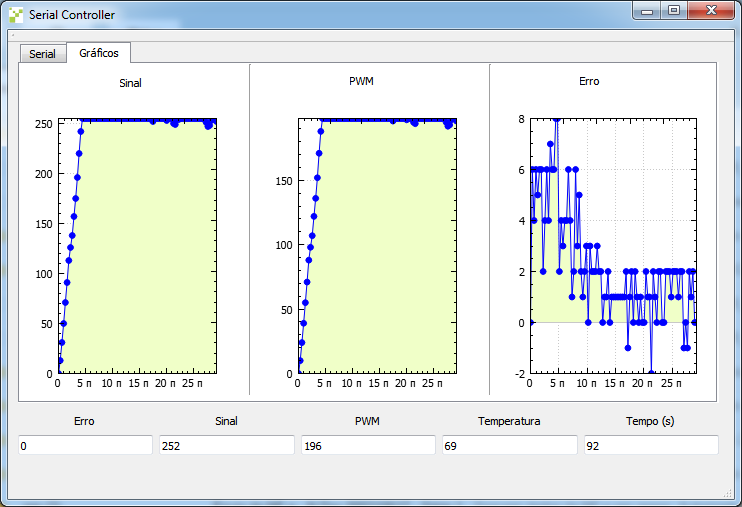 Serial Controller
Serial Gráficos
Sinal PWM Erro
250
200
150
100
50
0
0 5 π 10 π 15 π 20 π 25 π
150
100
50
0
0 5 π 10 π 15 π 20 π 25 π
8
6
4
2
0
-2
0 5 π 10 π 15 π 20 π 25 π
Erro Sinal PWM Temperatura Tempo (s)
0 252 196 69 92